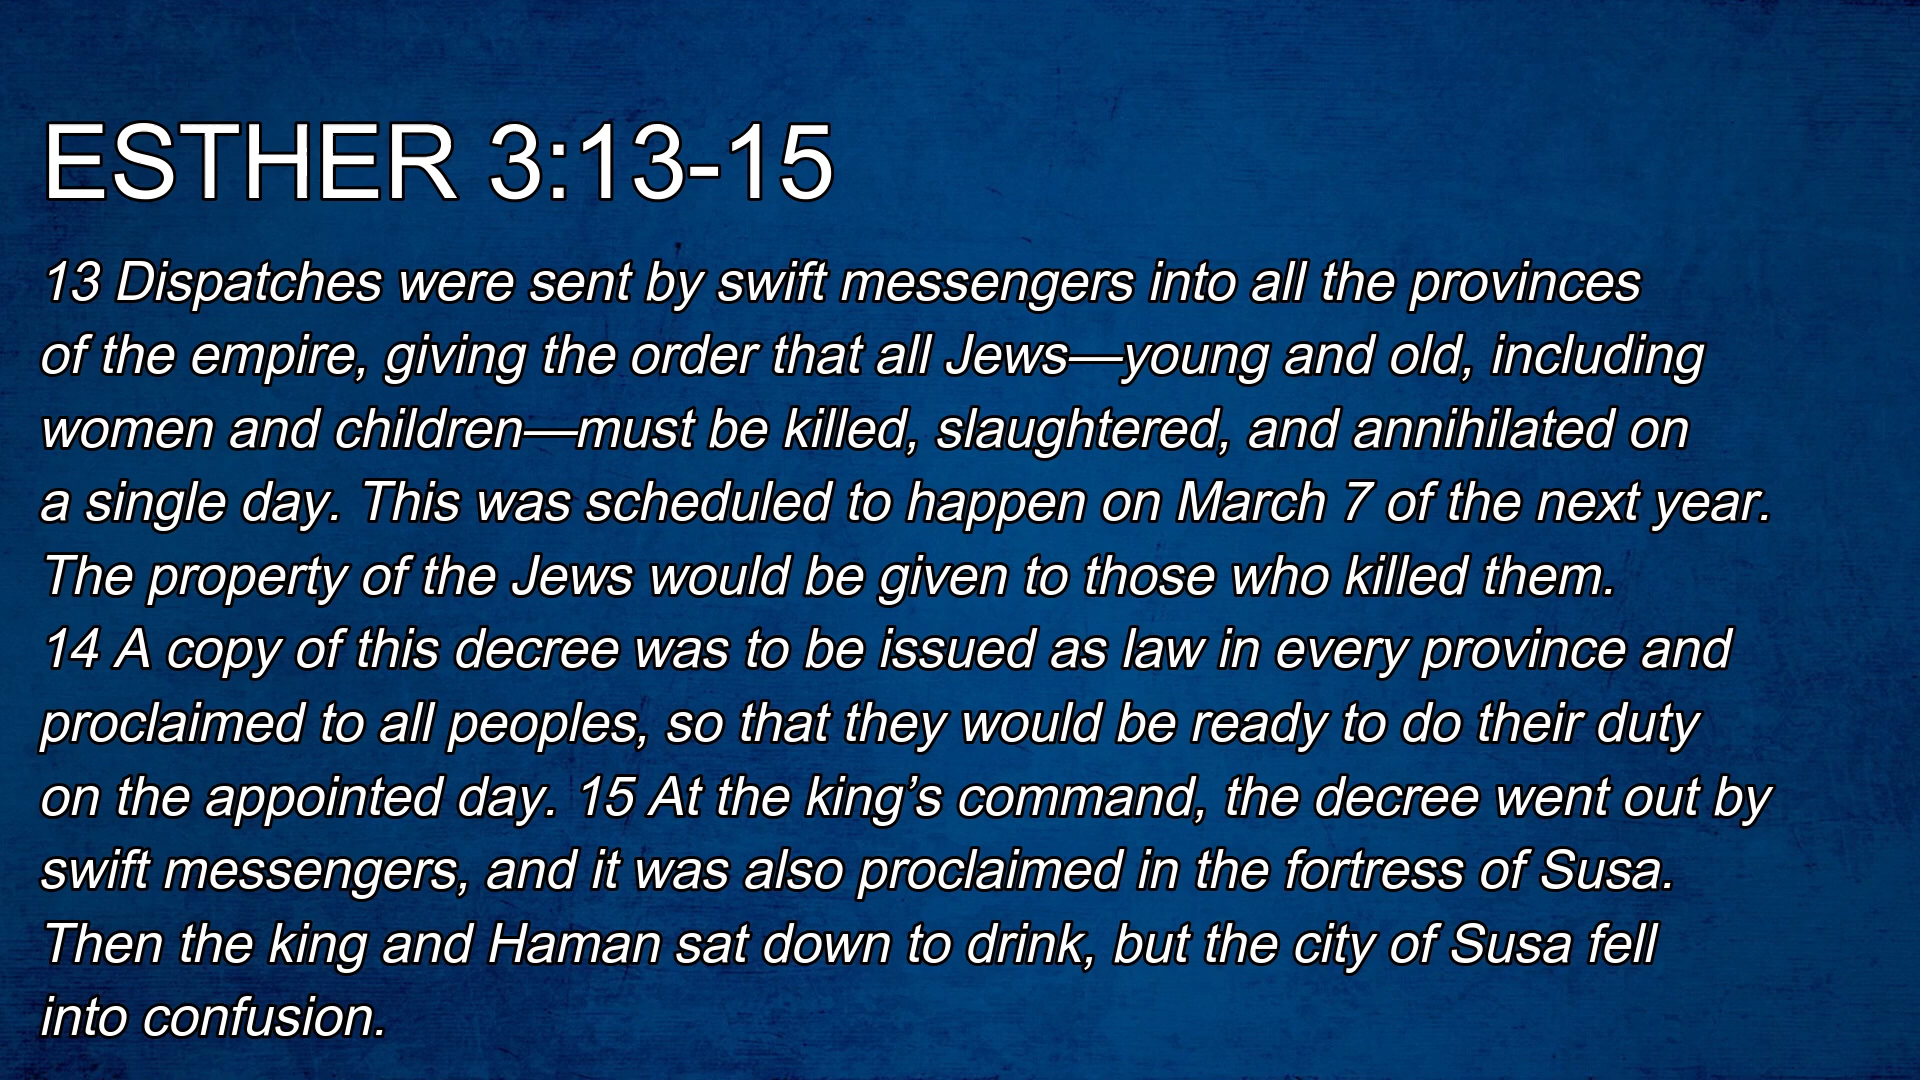 ESTHER 3:13-15
13 Dispatches were sent by swift messengers into all the provinces
of the empire, giving the order that all Jews—young and old, including
women and children—must be killed, slaughtered, and annihilated on
a single day. This was scheduled to happen on March 7 of the next year.
The property of the Jews would be given to those who killed them.
14 A copy of this decree was to be issued as law in every province and
proclaimed to all peoples, so that they would be ready to do their duty
on the appointed day. 15 At the king’s command, the decree went out by
swift messengers, and it was also proclaimed in the fortress of Susa.
Then the king and Haman sat down to drink, but the city of Susa fell
into confusion.